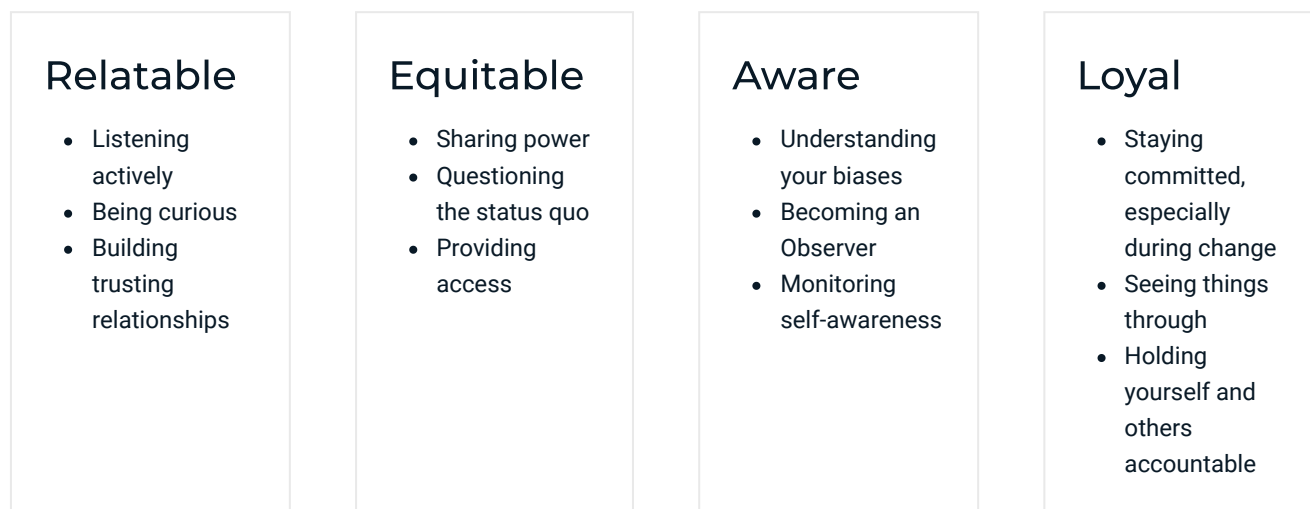 Relatable
• Listening
actively
• Being curious
• Building
trusting
relationships
Equitable
• Sharing power
• Questioning
the status quo
• Providing
access
Aware
• Understanding
your biases
• Becoming an
Observer
• Monitoring
self-awareness
Loyal
• Staying
committed,
especially
during change
• Seeing things
through
• Holding
yourself and
others
accountable